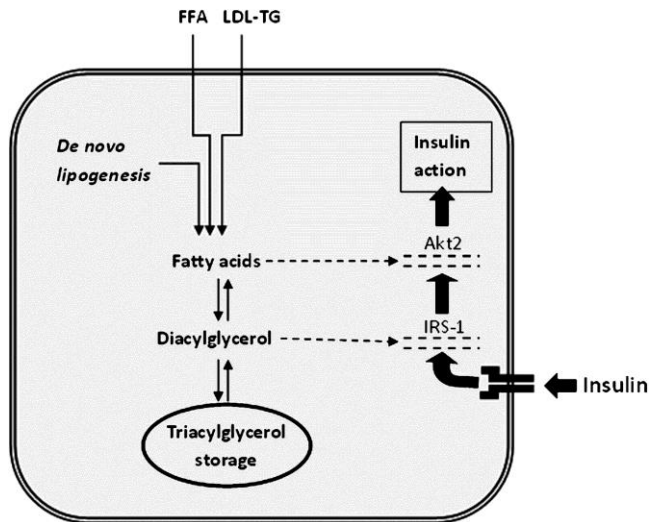 FFA LDL-TG
De novo
lipogenesis
Insulin
action
Akt2
Fatty acids
IRS-1
Diacylglycerol
Insulin
Triacylglycerol
storage